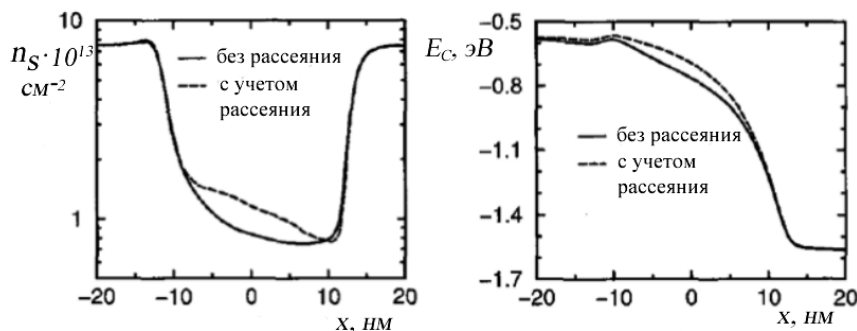 10
n_S·10^13
см^-2
1
без рассеяния
с учетом
рассеяния
−20 −10 0 10 20
x, нм
E_C, эВ
−0.5
−0.8
−1.1
−1.4
−1.7
без рассеяния
с учетом
рассеяния
−20 −10 0 10 20
x, нм